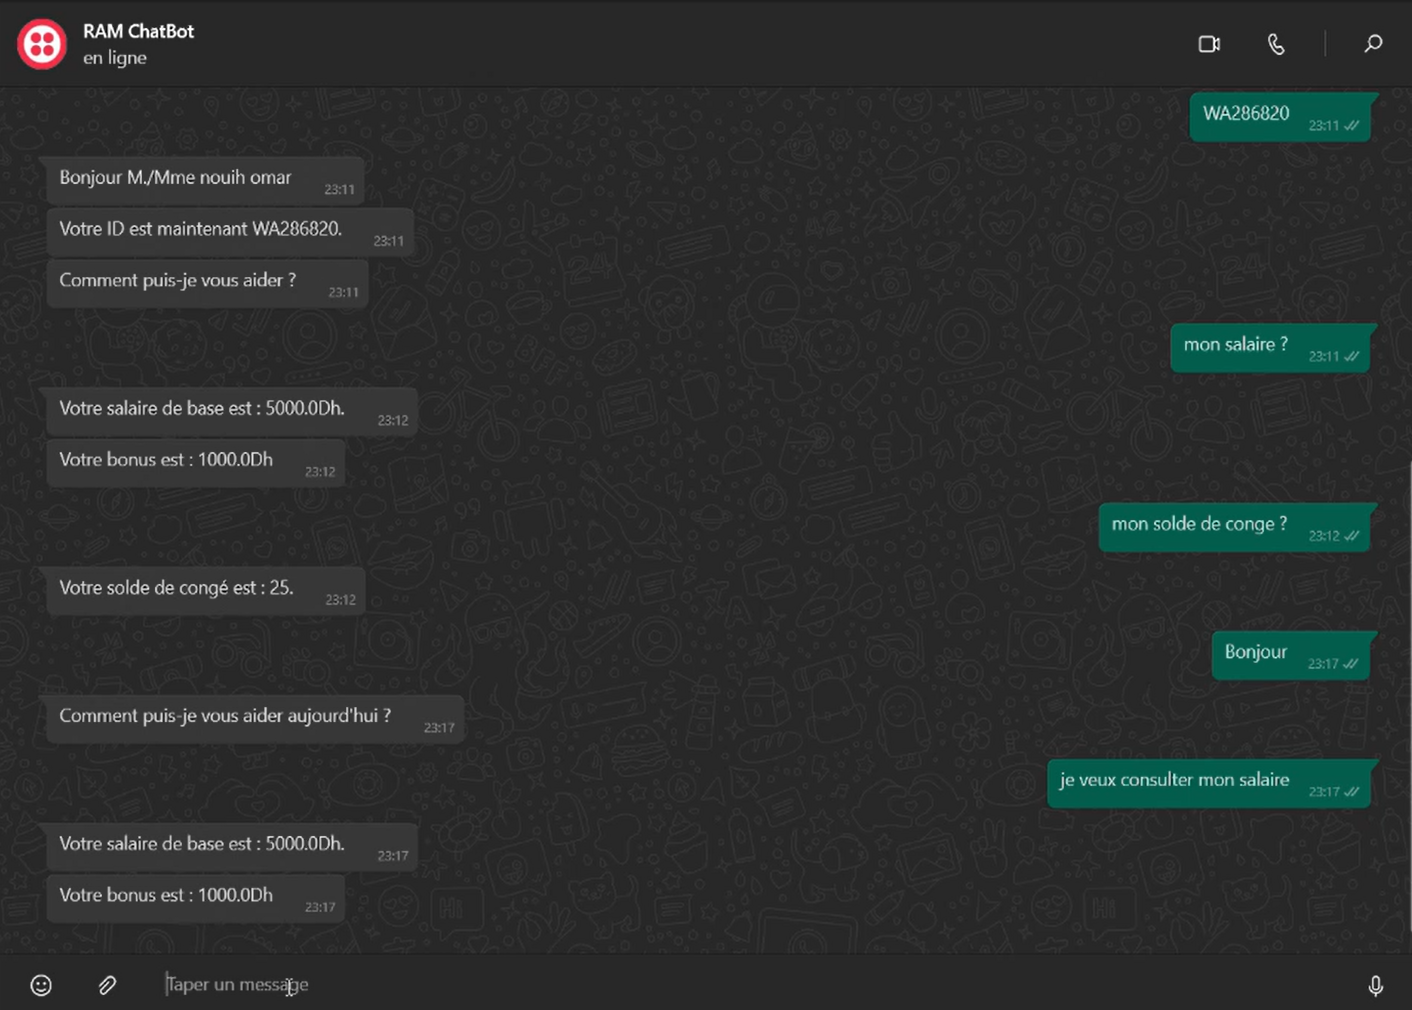 RAM ChatBot
en ligne
WA286820
23:11
Bonjour M./Mme nouih omar
23:11
Votre ID est maintenant WA286820.
23:11
Comment puis-je vous aider ?
23:11
mon salaire ?
23:11
Votre salaire de base est : 5000.0Dh.
23:12
Votre bonus est : 1000.0Dh
23:12
mon solde de conge ?
23:12
Votre solde de congé est : 25.
23:12
Bonjour
23:17
Comment puis-je vous aider aujourd'hui ?
23:17
je veux consulter mon salaire
23:17
Votre salaire de base est : 5000.0Dh.
23:17
Votre bonus est : 1000.0Dh
23:17
Taper un message